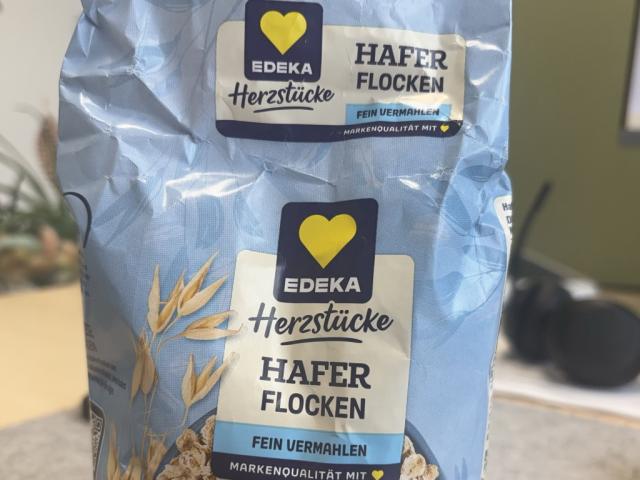 EDEKA
Herzstücke
HAFER
FLOCKEN
FEIN VERMAHLEN
MARKENQUALITÄT MIT
EDEKA
Herzstücke
HAFER
FLOCKEN
FEIN VERMAHLEN
MARKENQUALITÄT MIT